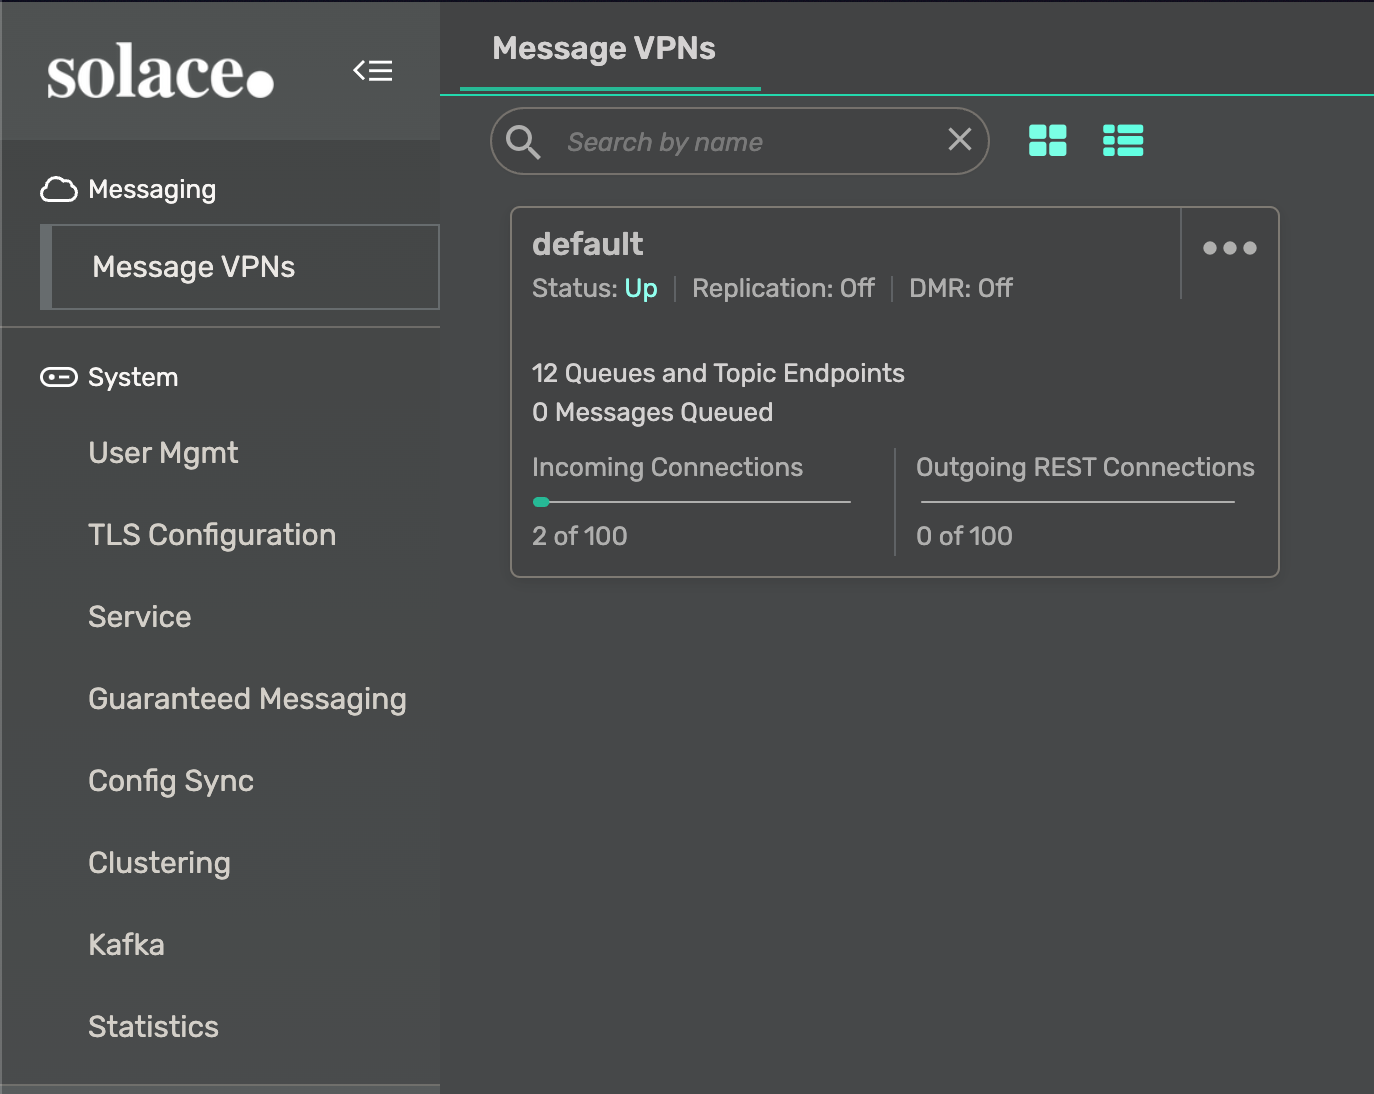 solace
Messaging
Message VPNs
System
User Mgmt
TLS Configuration
Service
Guaranteed Messaging
Config Sync
Clustering
Kafka
Statistics
Message VPNs
Search by name
default
Status: Up
Replication: Off
DMR: Off
12 Queues and Topic Endpoints
0 Messages Queued
Incoming Connections
2 of 100
Outgoing REST Connections
0 of 100